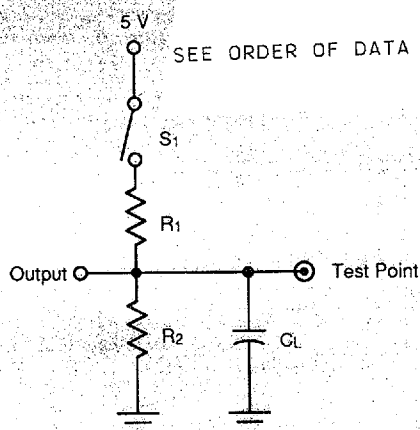 5 V
SEE ORDER OF DATA
S1
R1
Output
Test Point
R2
CL